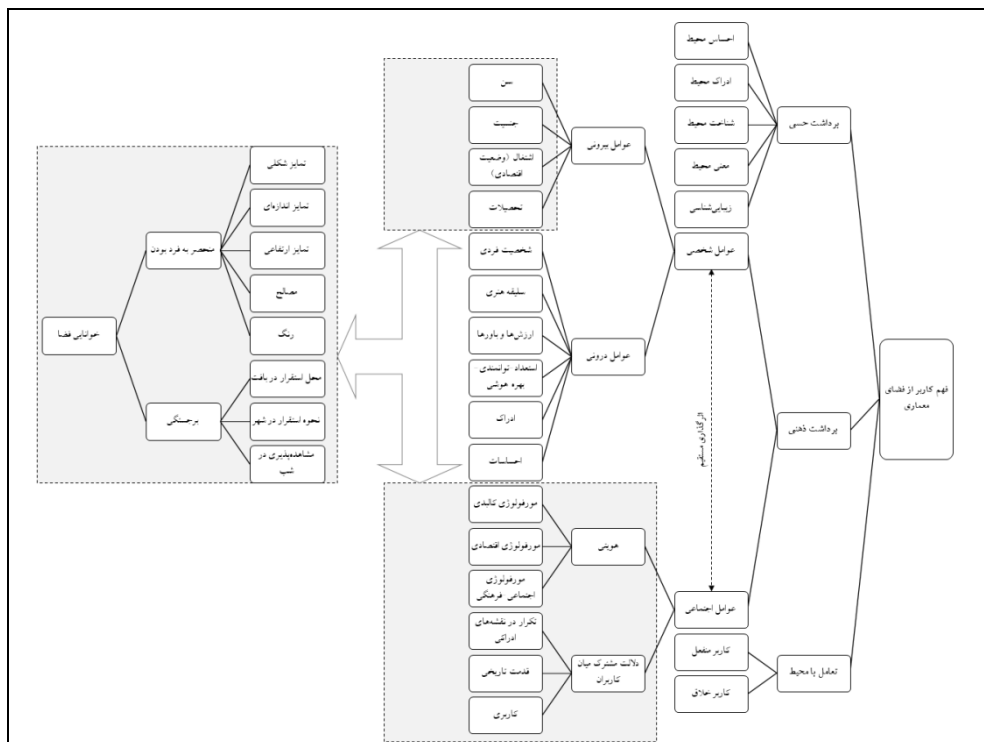 فهم کاربر از فضای
معماری
برداشت حسی
احساس محیط
ادراک محیط
شناخت محیط
معنی محیط
زیبایی‌شناسی
برداشت ذهنی
عوامل شخصی
اثرگذاری مستقیم
عوامل اجتماعی
تعامل با محیط
کاربر منفعل
کاربر خلاق
عوامل بیرونی
سن
جنسیت
اشتغال (وضعیت
اقتصادی)
تحصیلات
عوامل درونی
شخصیت فردی
سلیقه هنری
ارزش‌ها و باورها
استعداد- توانمندی-
بهره هوشی
ادراک
احساسات
هویتی
مورفولوژی کالبدی
مورفولوژی اقتصادی
مورفولوژی
اجتماعی- فرهنگی
دلالت مشترک میان
کاربران
تکرار در نقشه‌های
ادراکی
قدمت تاریخی
کاربری
خوانایی فضا
منحصر به فرد بودن
تمایز شکلی
تمایز اندازه‌ای
تمایز ارتفاعی
مصالح
رنگ
برجستگی
محل استقرار در بافت
نحوه استقرار در شهر
مشاهده‌پذیری در
شب